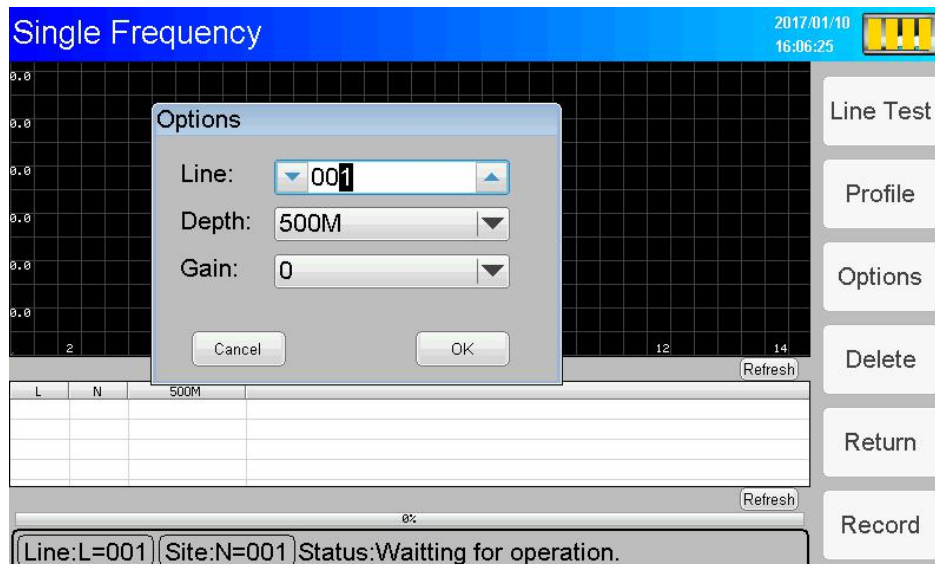 Single Frequency
2017/01/10
16:06:25
0.0
0.0
0.0
0.0
0.0
0.0
2
12
14
Options
Line:
001
Depth:
500M
Gain:
0
Cancel
OK
Refresh
L N 500M
Refresh
0%
Line:L=001 Site:N=001 Status:Waitting for operation.
Line Test
Profile
Options
Delete
Return
Record